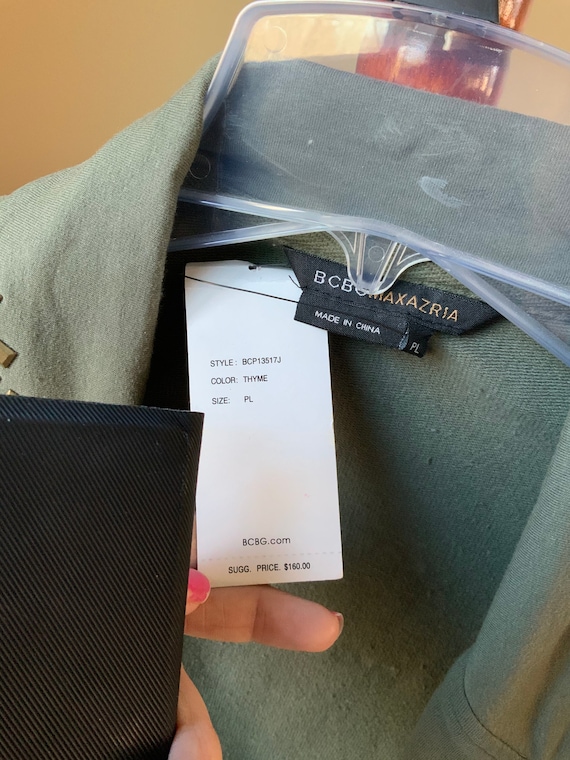 BCBGMAXAZRIA
MADE IN CHINA
PL
STYLE: BCP13517J
COLOR: THYME
SIZE: PL
BCBG.com
SUGG. PRICE. $160.00